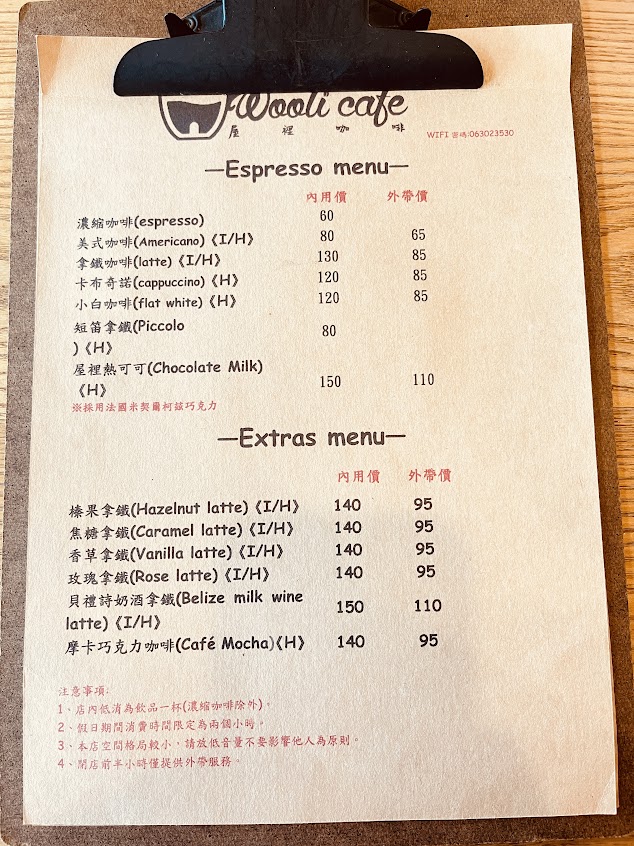 Wooli cafe
屋裡咖啡
WIFI 密碼:063023530
—Espresso menu—
內用價 外帶價
濃縮咖啡(espresso) 60
美式咖啡(Americano)《I/H》 80 65
拿鐵咖啡(latte)《I/H》 130 85
卡布奇諾(cappuccino)《H》 120 85
小白咖啡(flat white)《H》 120 85
短笛拿鐵(Piccolo
)《H》 80
屋裡熱可可(Chocolate Milk)
《H》 150 110
※採用法國米契爾柯茲巧克力
—Extras menu—
內用價 外帶價
榛果拿鐵(Hazelnut latte)《I/H》 140 95
焦糖拿鐵(Caramel latte)《I/H》 140 95
香草拿鐵(Vanilla latte)《I/H》 140 95
玫瑰拿鐵(Rose latte)《I/H》 140 95
貝禮詩奶酒拿鐵(Belize milk wine
latte)《I/H》 150 110
摩卡巧克力咖啡(Café Mocha)《H》 140 95
注意事項:
1、店內低消為飲品一杯(濃縮咖啡除外)。
2、假日期間消費時間限定為兩個小時。
3、本店空間格局較小，請放低音量不要影響他人為原則。
4、閉店前半小時僅提供外帶服務。